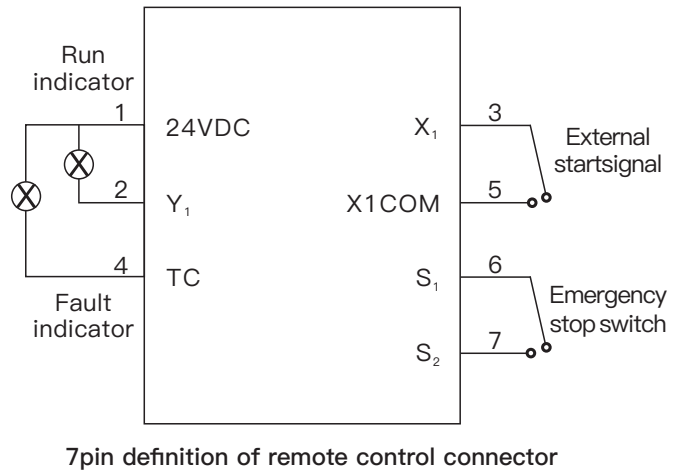 Run
indicator
1
24VDC
X₁
3
External
startsignal
2
Y₁
X1COM
5
4
TC
S₁
6
Fault
indicator
Emergency
stop switch
S₂
7
7pin definition of remote control connector